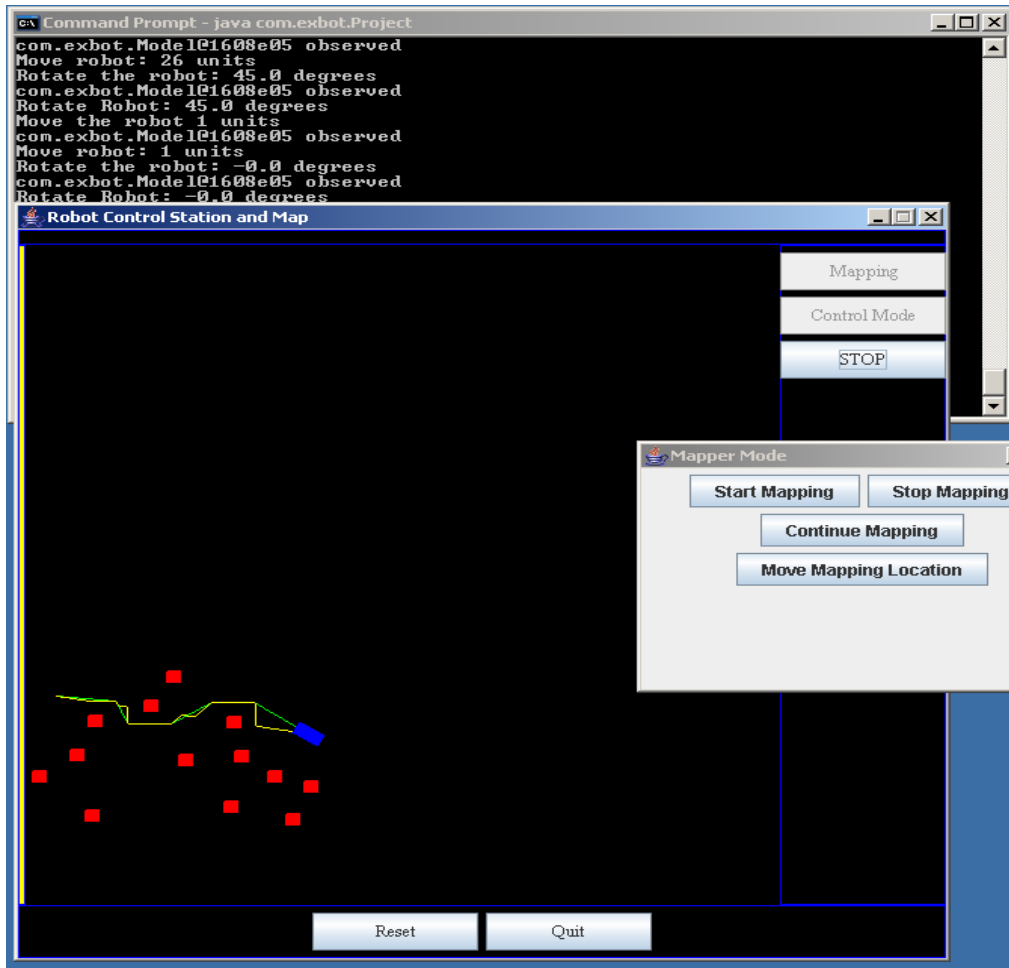 Command Prompt - java com.exbot.Project
com.exbot.Model@1608e05 observed
Move robot: 26 units
Rotate the robot: 45.0 degrees
com.exbot.Model@1608e05 observed
Rotate Robot: 45.0 degrees
Move the robot 1 units
com.exbot.Model@1608e05 observed
Move robot: 1 units
Rotate the robot: -0.0 degrees
com.exbot.Model@1608e05 observed
Rotate Robot: -0.0 degrees
Robot Control Station and Map
Mapping
Control Mode
STOP
Mapper Mode
Start Mapping
Stop Mapping
Continue Mapping
Move Mapping Location
Reset
Quit